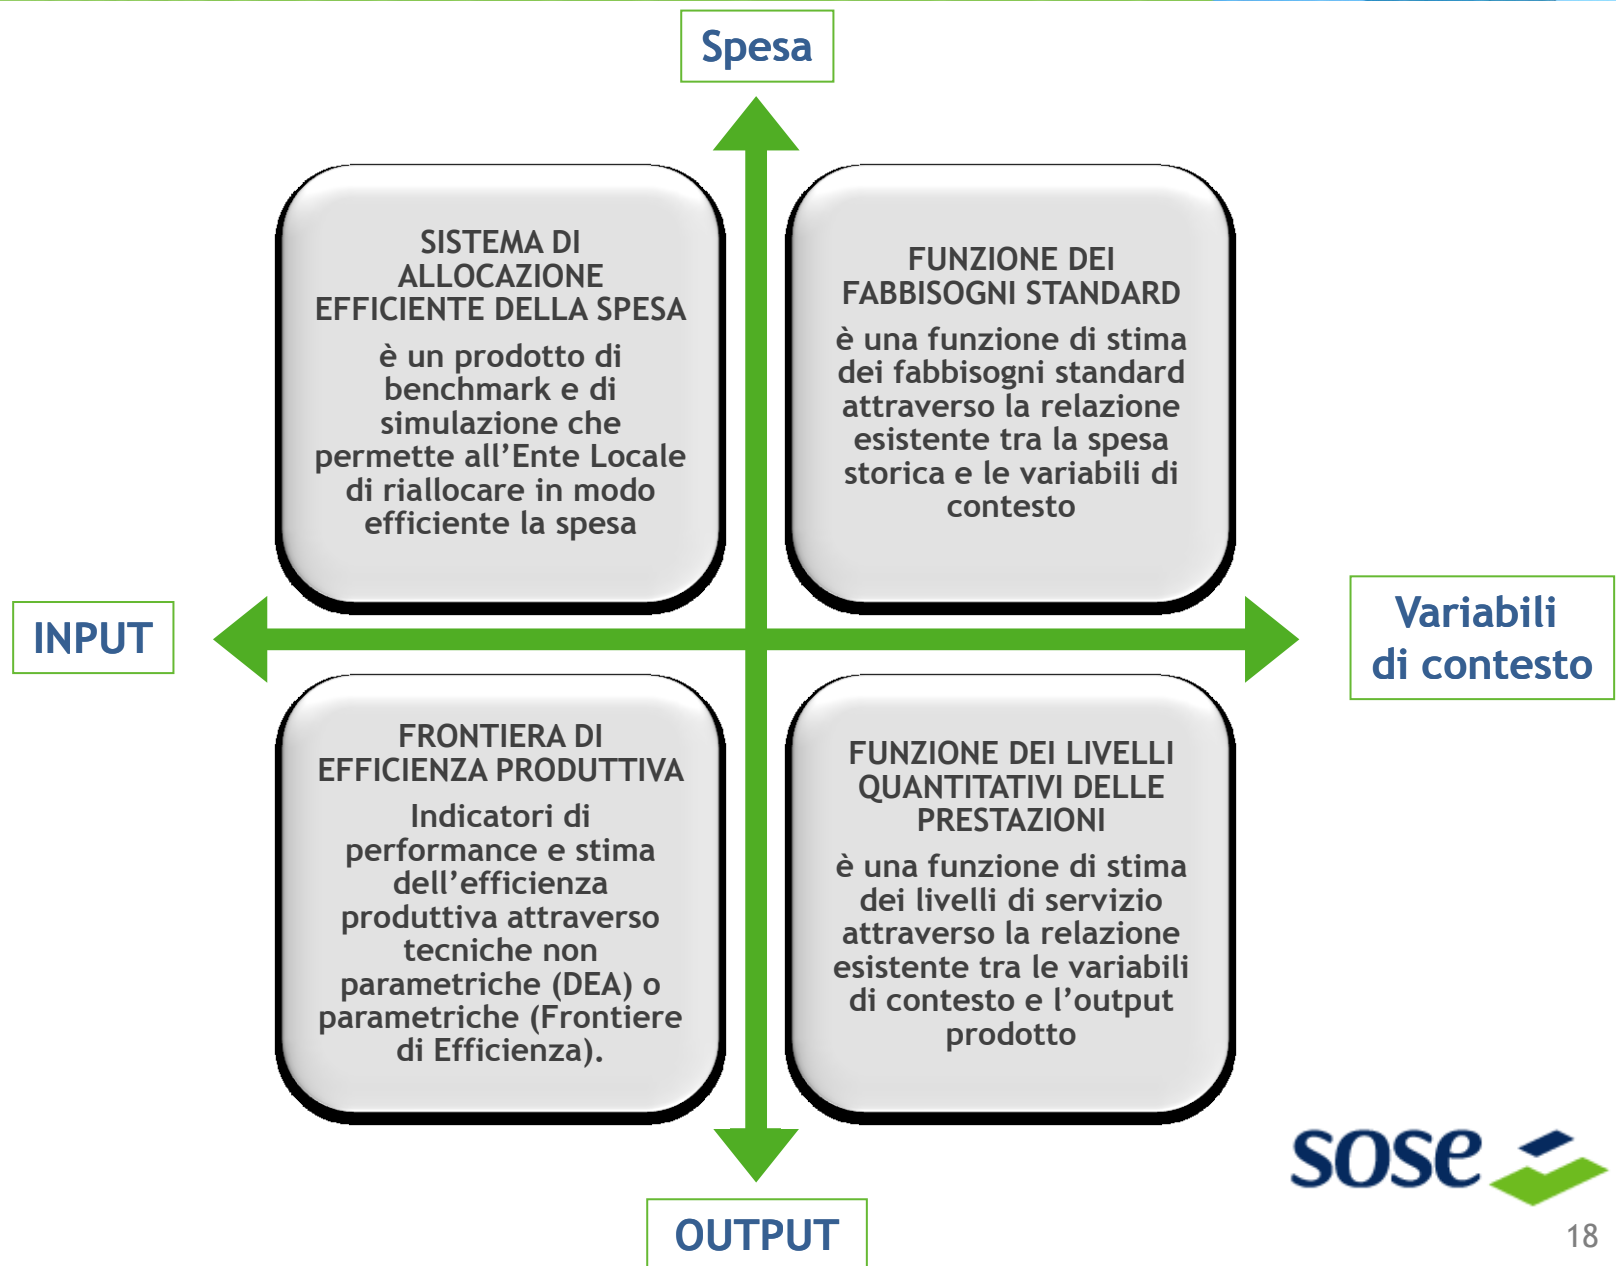 Spesa
SISTEMA DI
ALLOCAZIONE
EFFICIENTE DELLA SPESA
è un prodotto di
benchmark e di
simulazione che
permette all’Ente Locale
di riallocare in modo
efficiente la spesa
FUNZIONE DEI
FABBISOGNI STANDARD
è una funzione di stima
dei fabbisogni standard
attraverso la relazione
esistente tra la spesa
storica e le variabili di
contesto
INPUT
Variabili
di contesto
FRONTIERA DI
EFFICIENZA PRODUTTIVA
Indicatori di
performance e stima
dell’efficienza
produttiva attraverso
tecniche non
parametriche (DEA) o
parametriche (Frontiere
di Efficienza).
FUNZIONE DEI LIVELLI
QUANTITATIVI DELLE
PRESTAZIONI
è una funzione di stima
dei livelli di servizio
attraverso la relazione
esistente tra le variabili
di contesto e l’output
prodotto
OUTPUT
sose
18